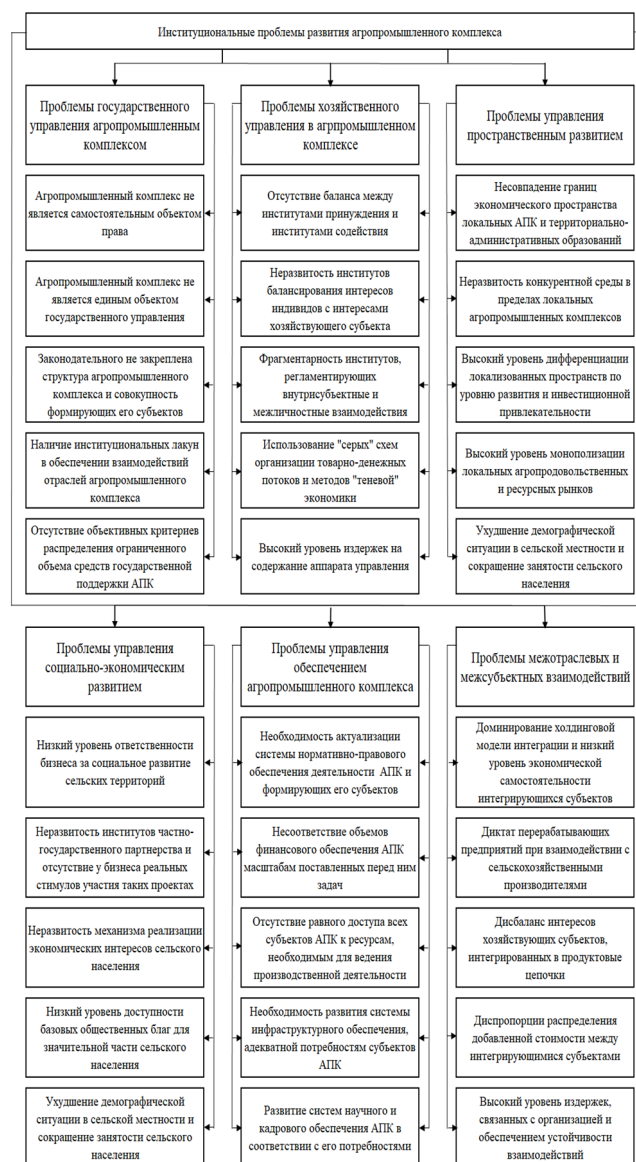 Институциональные проблемы развития агропромышленного комплекса
Проблемы государственного
управления агропромышленным
комплексом
Агропромышленный комплекс не
является самостоятельным объектом
права
Агропромышленный комплекс не
является единым объектом
государственного управления
Законодательного не закреплена
структура агропромышленного
комплекса и совокупность
формирующих его субъектов
Наличие институциональных лакун
в обеспечении взаимодействий
отраслей агропромышленного
комплекса
Отсутствие объективных критериев
распределения ограниченного
объема средств государственной
поддержки АПК
Проблемы хозяйственного
управления в агрпромышленном
комплексе
Отсутствие баланса между
институтами принуждения и
институтами содействия
Неразвитость институтов
балансирования интересов
индивидов с интересами
хозяйствующего субъекта
Фрагментарность институтов,
регламентирующих
внутрисубъектные и
межличностные взаимодействия
Использование "серых" схем
организации товарно-денежных
потоков и методов "теневой"
экономики
Высокий уровень издержек на
содержание аппарата управления
Проблемы управления
пространственным развитием
Несовпадение границ
экономического пространства
локальных АПК и территориально-
административных образований
Неразвитость конкурентной среды в
пределах локальных
агропромышленных комплексов
Высокий уровень дифференциации
локализованных пространств по
уровню развития и инвестиционной
привлекательности
Высокий уровень монополизации
локальных агропродовольственных
и ресурсных рынков
Ухудшение демографической
ситуации в сельской местности и
сокращение занятости сельского
населения
Проблемы управления
социально-экономическим
развитием
Низкий уровень ответственности
бизнеса за социальное развитие
сельских территорий
Неразвитость институтов частно-
государственного партнерства и
отсутствие у бизнеса реальных
стимулов участия таких проектах
Неразвитость механизма реализации
экономических интересов сельского
населения
Низкий уровень доступности
базовых общественных благ для
значительной части сельского
населения
Ухудшение демографической
ситуации в сельской местности и
сокращение занятости сельского
населения
Проблемы управления
обеспечением
агропромышленного комплекса
Необходимость актуализации
системы нормативно-правового
обеспечения деятельности АПК и
формирующих его субъектов
Несоответствие объемов
финансового обеспечения АПК
масштабам поставленных перед ним
задач
Отсутствие равного доступа всех
субъектов АПК к ресурсам,
необходимым для ведения
производственной деятельности
Необходимость развития системы
инфраструктурного обеспечения,
адекватной потребностям субъектов
АПК
Развитие систем научного и
кадрового обеспечения АПК в
соответствии с его потребностями
Проблемы межотраслевых и
межсубъектных взаимодействий
Доминирование холдинговой
модели интеграции и низкий
уровень экономической
самостоятельности
интегрирующихся субъектов
Диктат перерабатывающих
предприятий при взаимодействии с
сельскохозяйственными
производителями
Дисбаланс интересов
хозяйствующих субъектов,
интегрированных в продуктовые
цепочки
Диспропорции распределения
добавленной стоимости между
интегрирующимися субъектами
Высокий уровень издержек,
связанных с организацией и
обеспечением устойчивости
взаимодействий